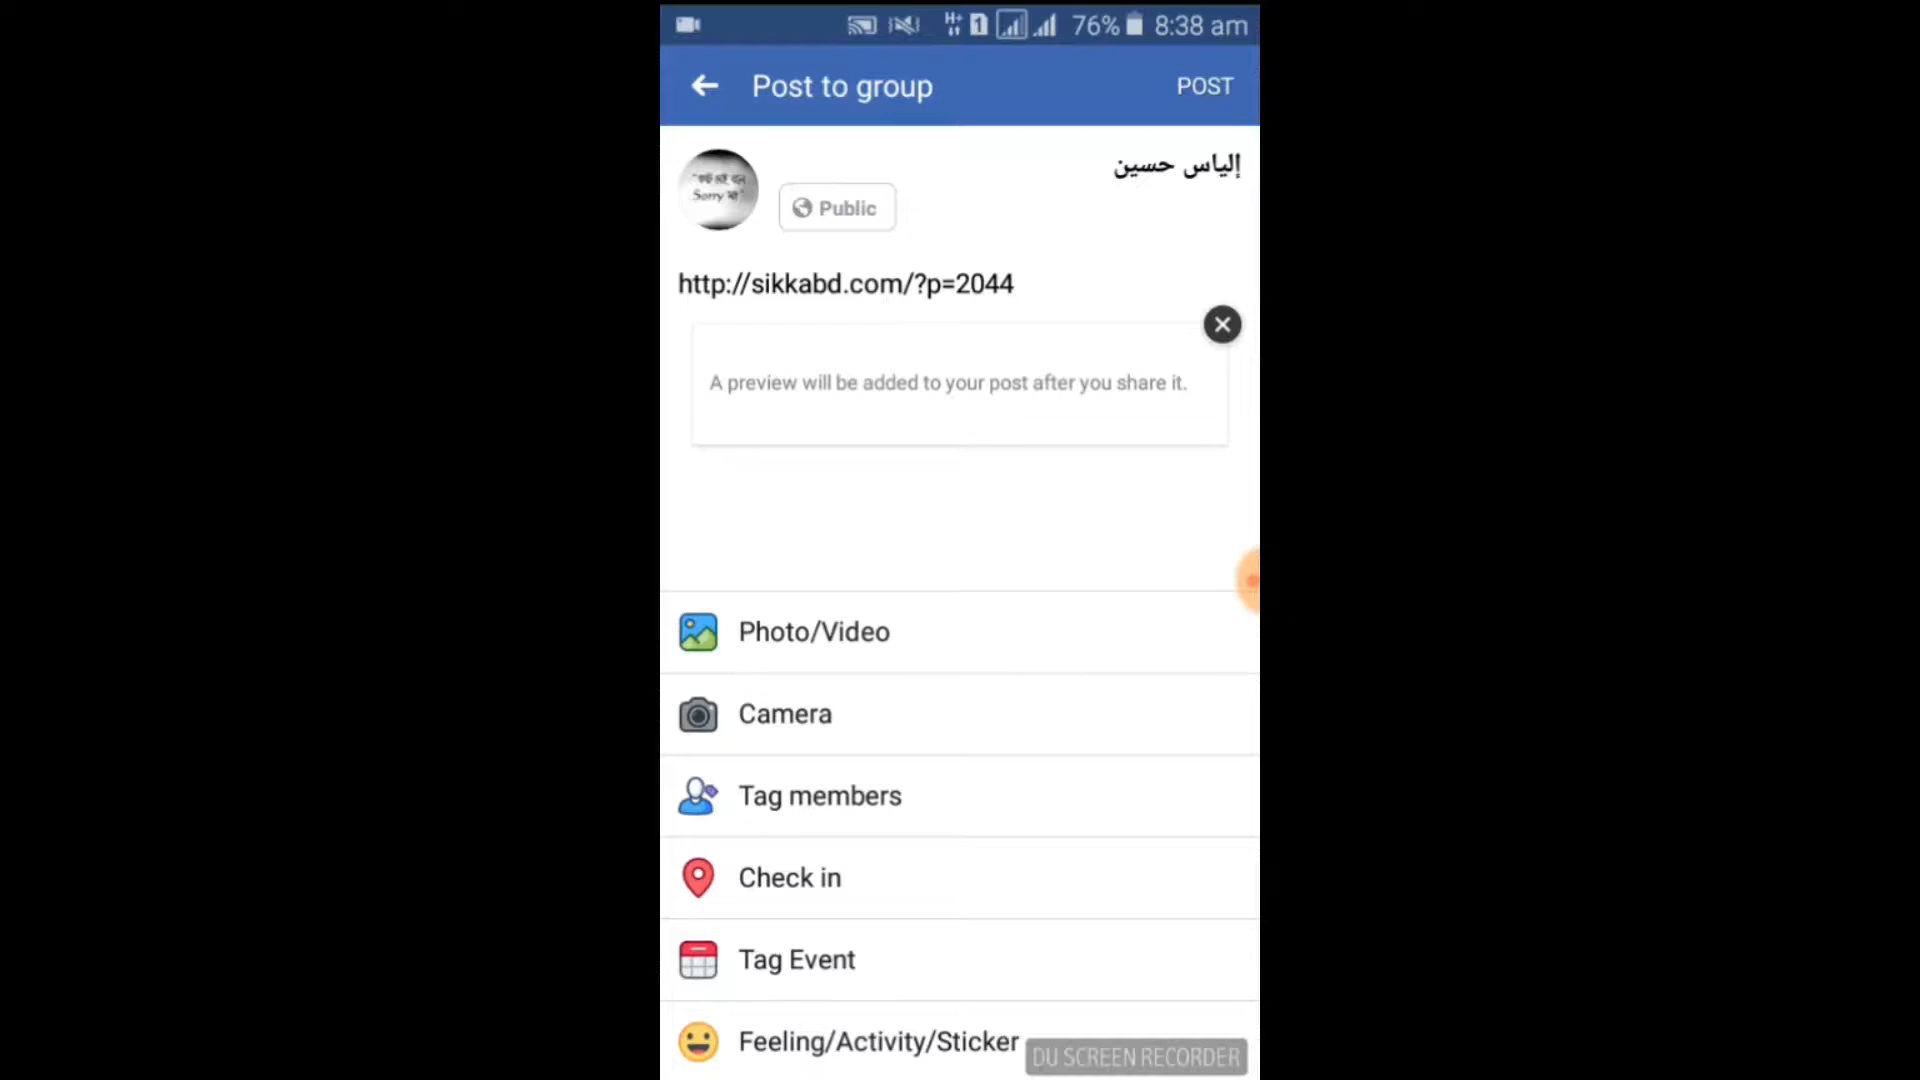 76% 8:38 am
Post to group POST
إلياس حسين
Sorry
Public
http://sikkabd.com/?p=2044
A preview will be added to your post after you share it.
Photo/Video
Camera
Tag members
Check in
Tag Event
Feeling/Activity/Sticker
DU SCREEN RECORDER